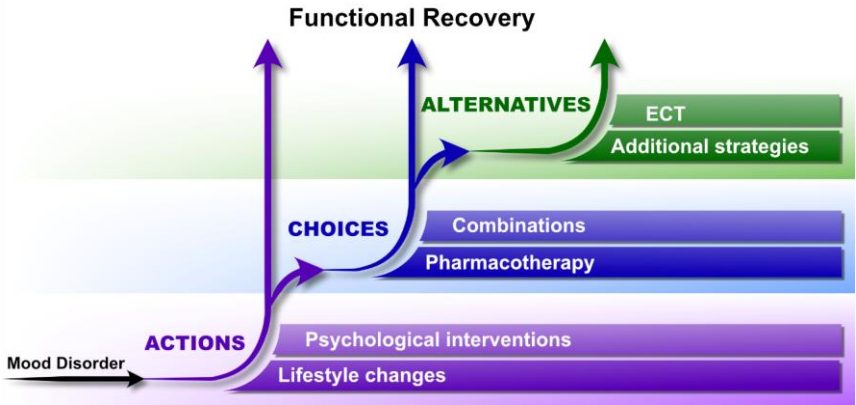 Functional Recovery
ALTERNATIVES
ECT
Additional strategies
CHOICES
Combinations
Pharmacotherapy
ACTIONS
Psychological interventions
Mood Disorder
Lifestyle changes